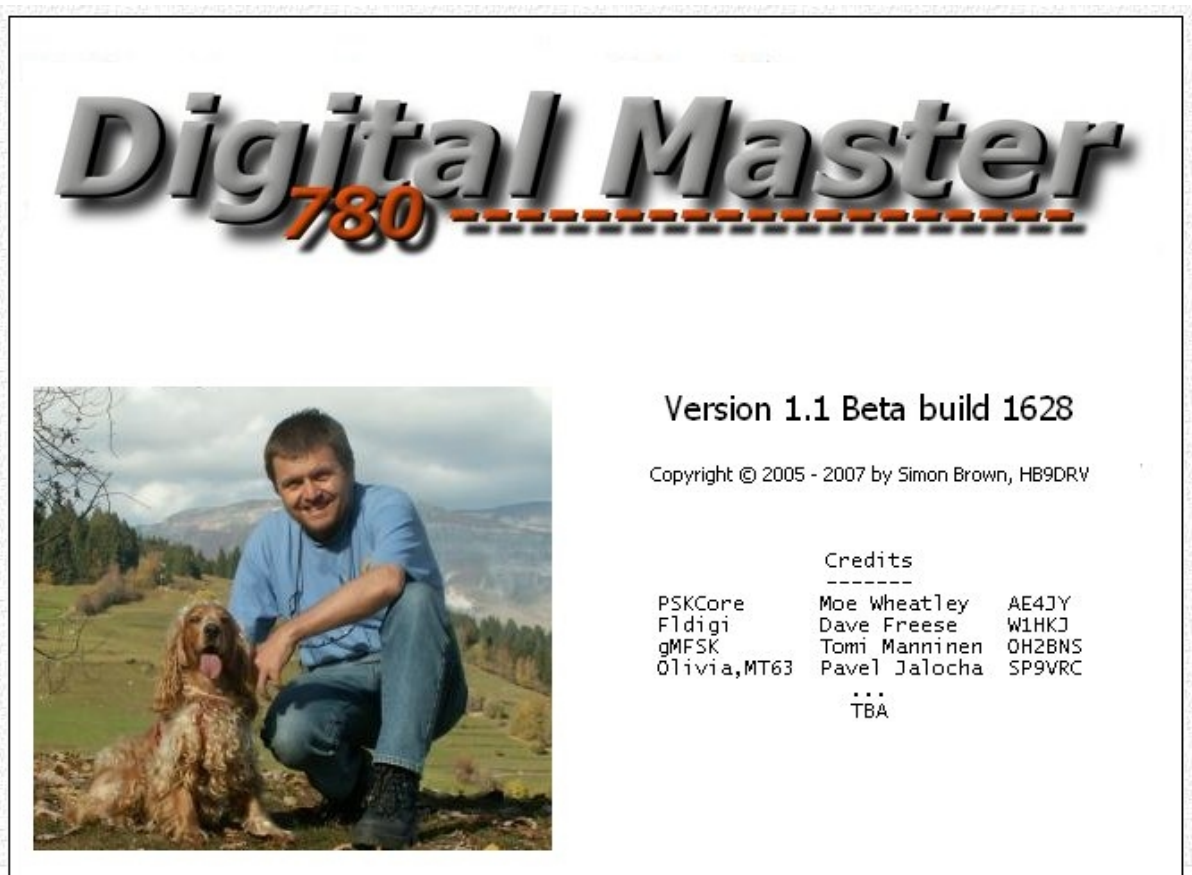 Digital Master
780
Version 1.1 Beta build 1628
Copyright © 2005 - 2007 by Simon Brown, HB9DRV
Credits
-------
PSKCore Moe Wheatley AE4JY
Fldigi Dave Freese W1HKJ
gMFSK Tomi Manninen OH2BNS
Olivia,MT63 Pavel Jalocha SP9VRC
...
TBA